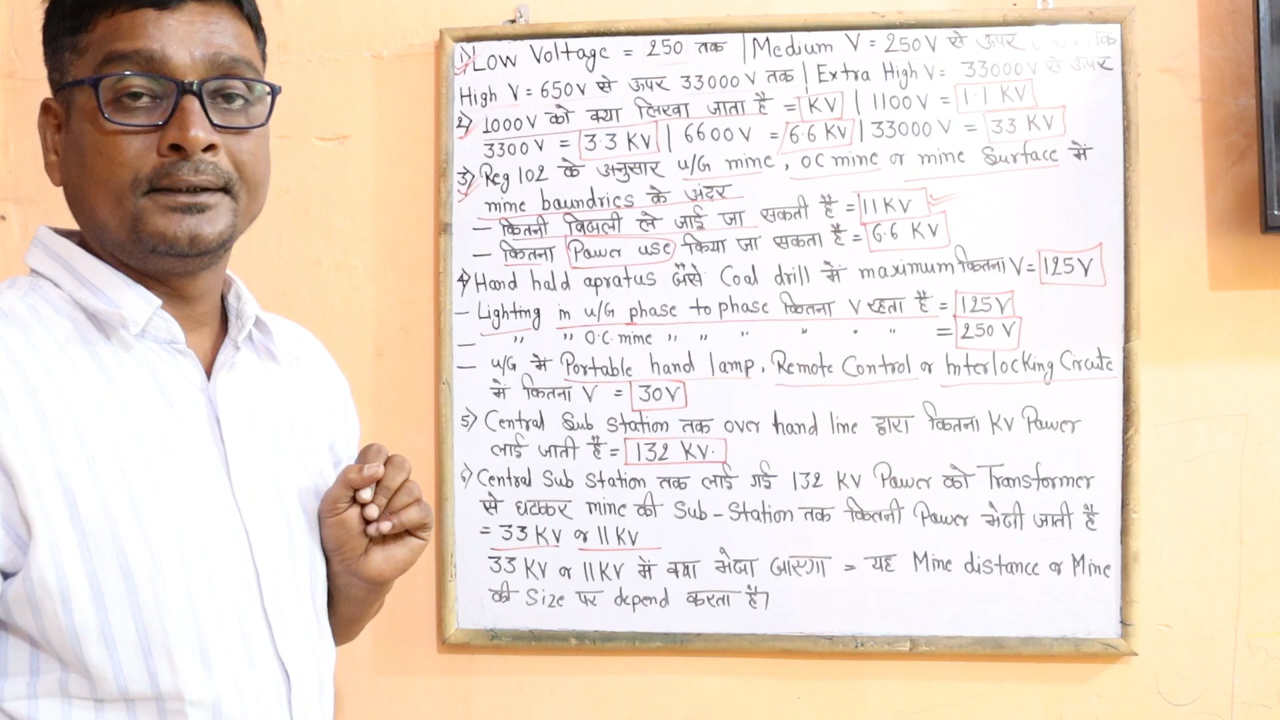 1) Low Voltage = 250 तक | Medium V = 250V से ऊपर
High V = 650V से ऊपर 33000V तक | Extra High V = 33000V से ऊपर
2) 1000V को क्या लिखा जाता है = KV | 1100V = 1.1 KV
3300V = 3.3 KV | 6600V = 6.6 KV | 33000V = 33 KV
3) Reg 102 के अनुसार u/G mine, OC mine or mine Surface में
mine baundries के अंदर
- कितनी बिजली ले जाई जा सकती है = 11 KV
- कितना Power use किया जा सकता है = 6.6 KV
4) Hand hald apratus जैसे Coal drill में maximum कितना V = 125V
- Lighting in u/G phase to phase कितना V रहता है = 125V
- " " O.C. mine " " " " " = 250V
- u/G में Portable hand lamp, Remote Control or Interlocking Circute
में कितना V = 30V
5) Central Sub Station तक over hand line द्वारा कितना KV Power
लाई जाती है = 132 KV.
6) Central Sub Station तक लाई गई 132 KV Power को Transformer
से घटाकर mine की Sub-Station तक कितनी Power भेजी जाती है
= 33 KV or 11 KV
33 KV or 11 KV में क्या भेजा जाएगा = यह Mine distance or Mine
की Size पर depend करता है।